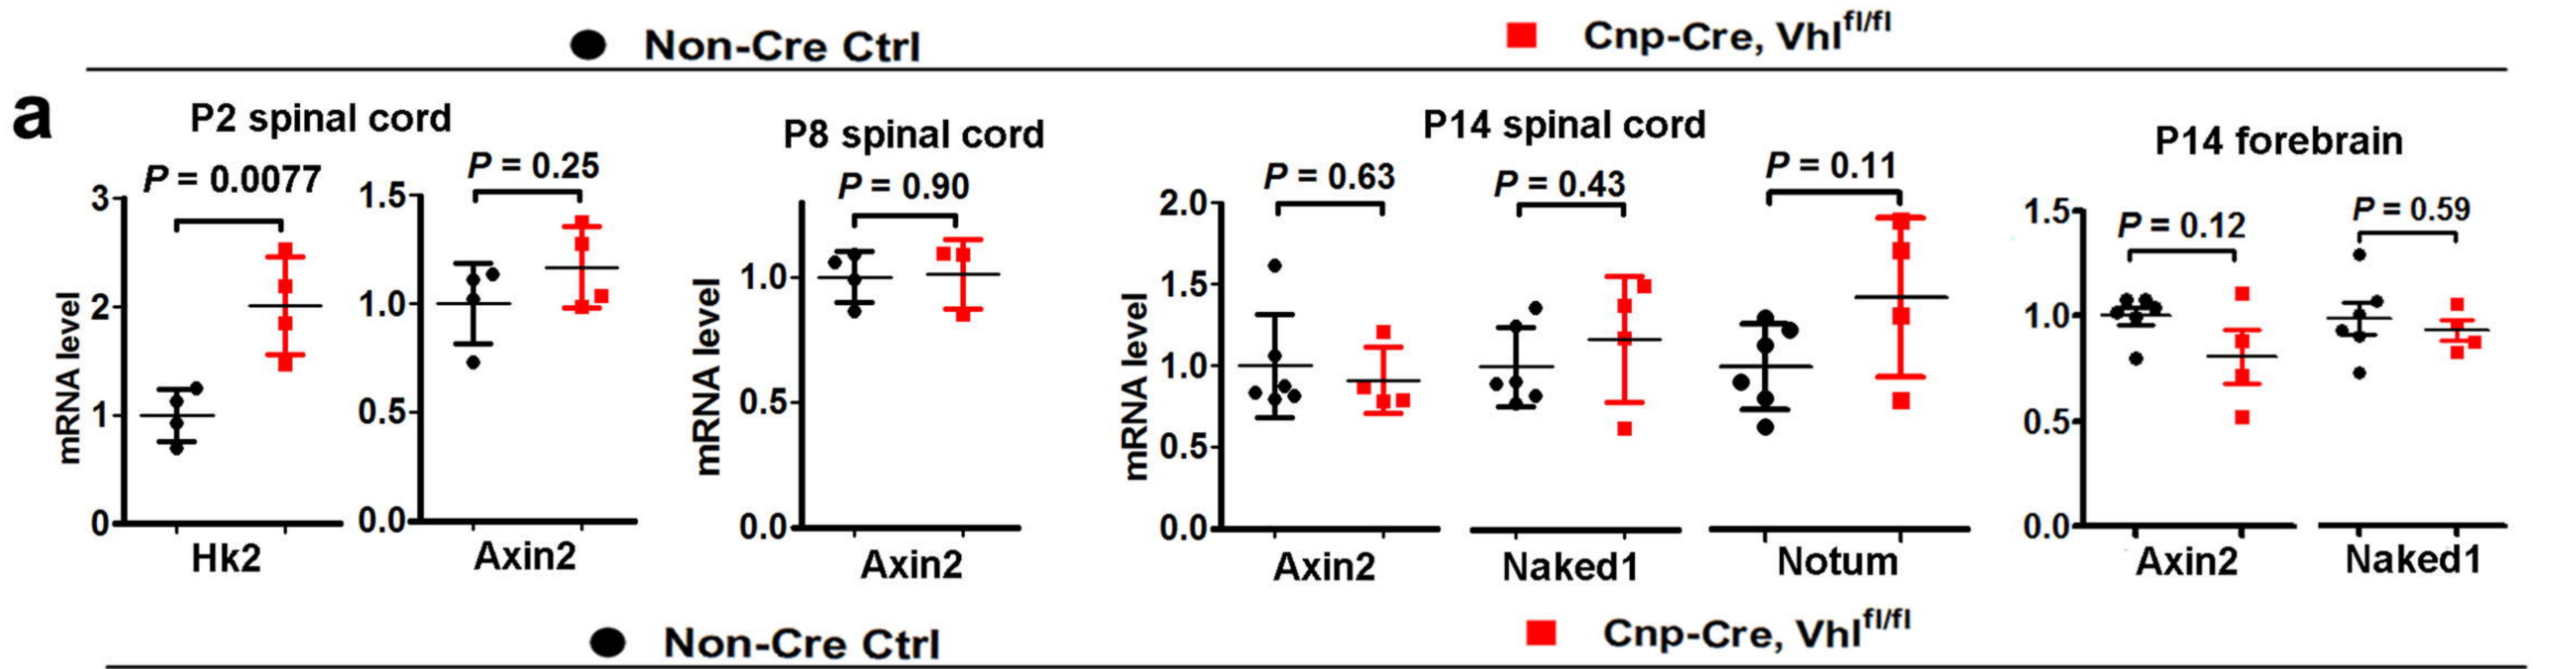 Non-Cre Ctrl
Cnp-Cre, Vhl^fl/fl
a
P2 spinal cord
P8 spinal cord
P14 spinal cord
P14 forebrain
P = 0.0077
P = 0.25
P = 0.90
P = 0.63
P = 0.43
P = 0.11
P = 0.12
P = 0.59
mRNA level
3
2
1
0
Hk2
1.5
1.0
0.5
0.0
Axin2
mRNA level
1.0
0.5
0.0
Axin2
mRNA level
2.0
1.5
1.0
0.5
0.0
Axin2
Naked1
Notum
1.5
1.0
0.5
0.0
Axin2
Naked1
Non-Cre Ctrl
Cnp-Cre, Vhl^fl/fl